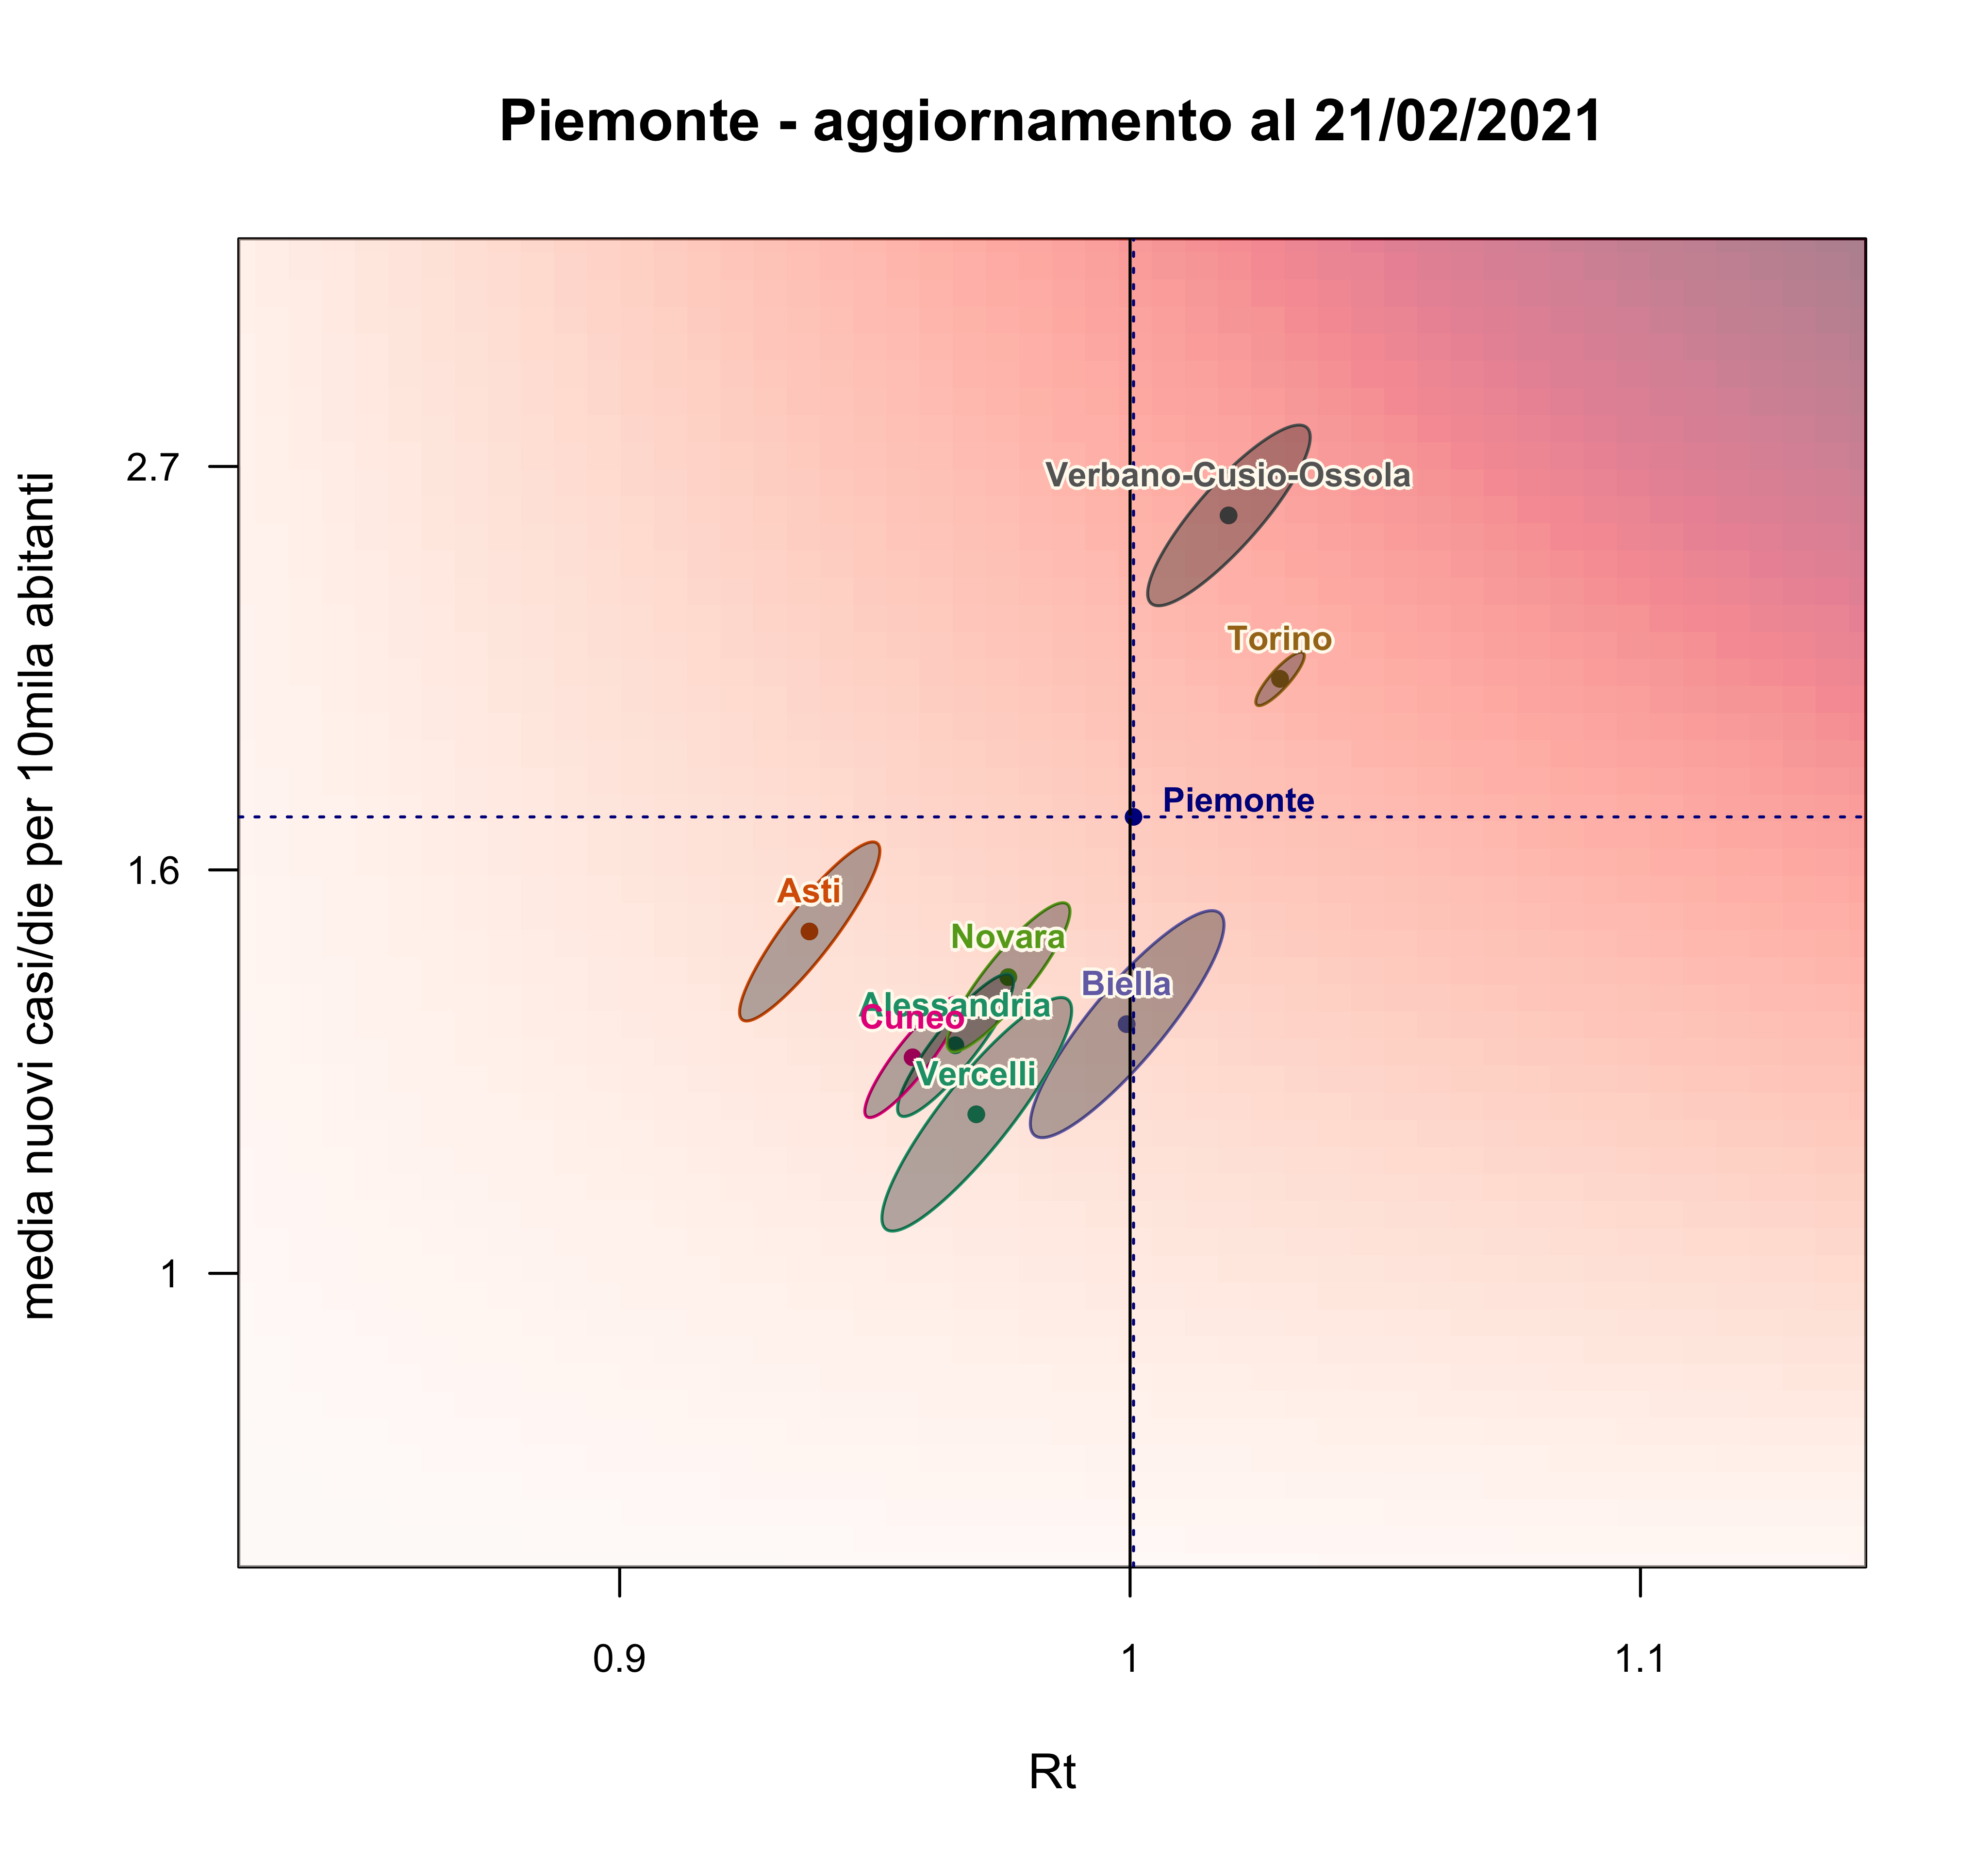 Piemonte - aggiornamento al 21/02/2021
media nuovi casi/die per 10mila abitanti
2.7
1.6
1
Verbano-Cusio-Ossola
Torino
Piemonte
Asti
Novara
Biella
Alessandria
Cuneo
Vercelli
0.9
1
1.1
Rt